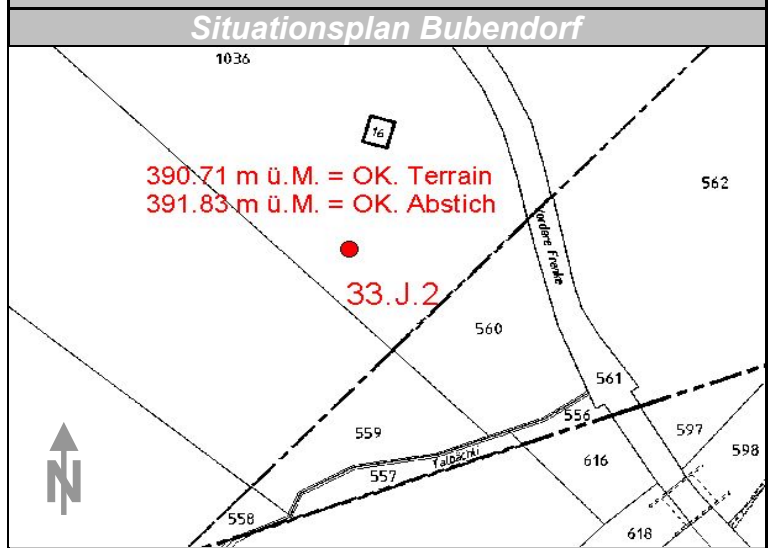 Situationsplan Bubendorf
1036
16
390.71 m ü.M. = OK. Terrain
391.83 m ü.M. = OK. Abstich
562
Vordere Frenke
33.J.2
560
561
556
559
597
Talbächli
598
557
616
N
558
618